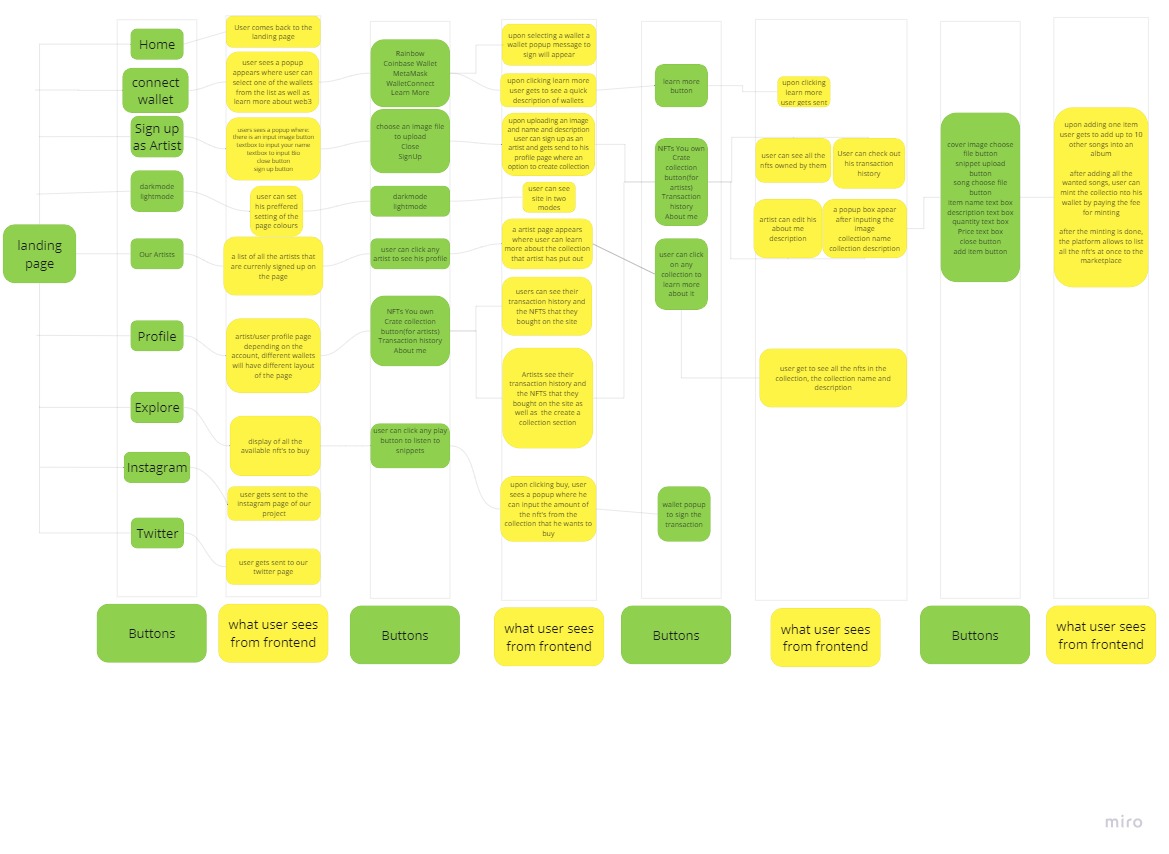 landing
page
Home
connect
wallet
Sign up
as Artist
darkmode
lightmode
Our Artists
Profile
Explore
Instagram
Twitter
Buttons
User comes back to the
landing page
user sees a popup
appears where user can
select one of the wallets
from the list as well as
learn more about web3
users sees a popup where:
there is an input image button
textbox to input your name
textbox to input Bio
close button
sign up button
user can set
his preffered
setting of the
page colours
a list of all the artists that
are currenly signed up on
the page
artist/user profile page
depending on the
account, different wallets
will have different layout
of the page
display of all the
available nft's to buy
user gets sent to the
instagram page of our
project
user gets sent to our
twitter page
what user sees
from frontend
Rainbow
Coinbase Wallet
MetaMask
WalletConnect
Learn More
choose an image file
to upload
Close
SignUp
darkmode
lightmode
user can click any
artist to see his profile
NFTs You own
Crate collection
button(for artists)
Transaction history
About me
user can click any play
button to listen to
snippets
Buttons
upon selecting a wallet a
wallet popup message to
sign will appear
upon clicking learn more
user gets to see a quick
description of wallets
upon uploading an image
and name and description
user can sign up as an
artist and gets send to his
profile page where an
option to create collection
user can see
site in two
modes
a artist page appears
where user can learn
more about the collection
that artist has put out
users can see their
transaction history and
the NFTS that they
bought on the site
Artists see their
transaction history and
the NFTS that they
bought on the site as
well as the create a
collection section
upon clicking buy, user
sees a popup where he
can input the amount of
the nft's from the
collection that he wants to
buy
what user sees
from frontend
learn more
button
NFTs You own
Crate
collection
button(for
artists)
Transaction
history
About me
user can click
on any
collection to
learn more
about it
wallet popup
to sign the
transaction
Buttons
upon clicking
learn more
user gets sent
user can see all the
nfts owned by them
User can check out
his transaction
history
artist can edit his
about me
description
a popup box apear
after inputing the
image
collection name
collection description
user get to see all the nfts in the
collection, the collection name and
description
what user sees
from frontend
cover image choose
file button
snippet upload
button
song choose file
button
item name text box
description text box
quantity text box
Price text box
close button
add item button
Buttons
upon adding one item
user gets to add up to 10
other songs into an
album
after adding all the
wanted songs, user can
mint the collectio nto his
wallet by paying the fee
for minting
after the minting is done,
the platform allows to list
all the nft's at once to the
marketplace
what user sees
from frontend
miro